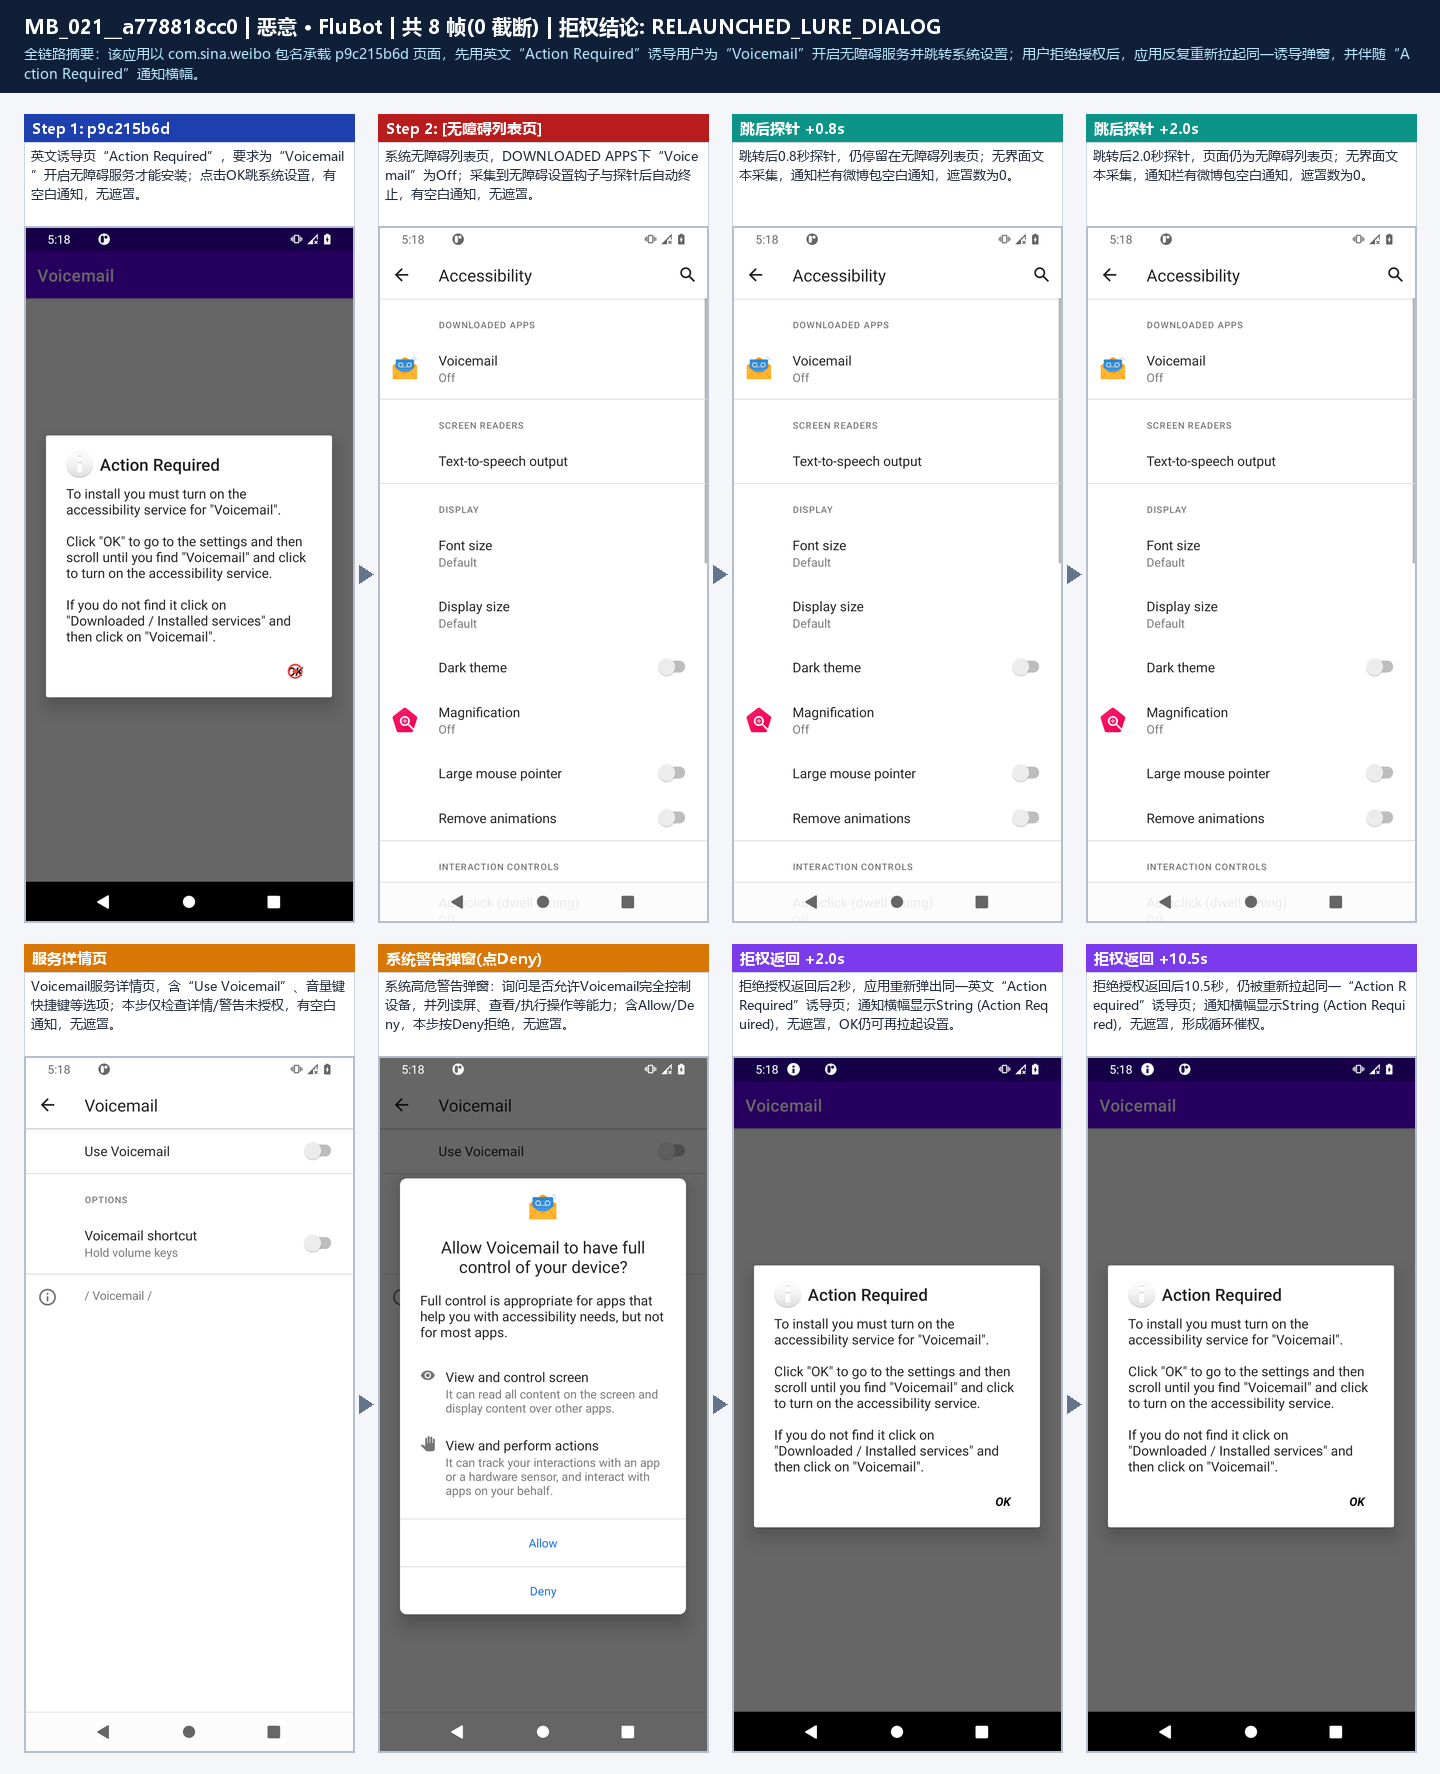 MB_021__a778818cc0 | 恶意 • FluBot | 共 8 帧(0 截断) | 拒权结论: RELAUNCHED_LURE_DIALOG
全链路摘要：该应用以 com.sina.weibo 包名承载 p9c215b6d 页面，先用英文“Action Required”诱导用户为“Voicemail”开启无障碍服务并跳转系统设置；用户拒绝授权后，应用反复重新拉起同一诱导弹窗，并伴随“A
ction Required”通知横幅。
Step 1: p9c215b6d
英文诱导页“Action Required”，要求为“Voicemail
”开启无障碍服务才能安装；点击OK跳系统设置，有
空白通知，无遮罩。
5:18
Voicemail
Action Required
To install you must turn on the
accessibility service for "Voicemail".
Click "OK" to go to the settings and then
scroll until you find "Voicemail" and click
to turn on the accessibility service.
If you do not find it click on
"Downloaded / Installed services" and
then click on "Voicemail".
OK
Step 2: [无障碍列表页]
系统无障碍列表页，DOWNLOADED APPS下“Voice
mail”为Off；采集到无障碍设置钩子与探针后自动终
止，有空白通知，无遮罩。
5:18
Accessibility
DOWNLOADED APPS
Voicemail
Off
SCREEN READERS
Text-to-speech output
DISPLAY
Font size
Default
Display size
Default
Dark theme
Magnification
Off
Large mouse pointer
Remove animations
INTERACTION CONTROLS
跳后探针 +0.8s
跳转后0.8秒探针，仍停留在无障碍列表页；无界面文
本采集，通知栏有微博包空白通知，遮罩数为0。
5:18
Accessibility
DOWNLOADED APPS
Voicemail
Off
SCREEN READERS
Text-to-speech output
DISPLAY
Font size
Default
Display size
Default
Dark theme
Magnification
Off
Large mouse pointer
Remove animations
INTERACTION CONTROLS
跳后探针 +2.0s
跳转后2.0秒探针，页面仍为无障碍列表页；无界面文
本采集，通知栏有微博包空白通知，遮罩数为0。
5:18
Accessibility
DOWNLOADED APPS
Voicemail
Off
SCREEN READERS
Text-to-speech output
DISPLAY
Font size
Default
Display size
Default
Dark theme
Magnification
Off
Large mouse pointer
Remove animations
INTERACTION CONTROLS
服务详情页
Voicemail服务详情页，含“Use Voicemail”、音量键
快捷键等选项；本步仅检查详情/警告未授权，有空白
通知，无遮罩。
5:18
Voicemail
Use Voicemail
OPTIONS
Voicemail shortcut
Hold volume keys
/ Voicemail /
系统警告弹窗(点Deny)
系统高危警告弹窗：询问是否允许Voicemail完全控制
设备，并列读屏、查看/执行操作等能力；含Allow/De
ny，本步按Deny拒绝，无遮罩。
5:18
Voicemail
Use Voicemail
Allow Voicemail to have full
control of your device?
Full control is appropriate for apps that
help you with accessibility needs, but not
for most apps.
View and control screen
It can read all content on the screen and
display content over other apps.
View and perform actions
It can track your interactions with an app
or a hardware sensor, and interact with
apps on your behalf.
Allow
Deny
拒权返回 +2.0s
拒绝授权返回后2秒，应用重新弹出同一英文“Action
Required”诱导页；通知横幅显示String (Action Req
uired)，无遮罩，OK仍可再拉起设置。
5:18
Voicemail
Action Required
To install you must turn on the
accessibility service for "Voicemail".
Click "OK" to go to the settings and then
scroll until you find "Voicemail" and click
to turn on the accessibility service.
If you do not find it click on
"Downloaded / Installed services" and
then click on "Voicemail".
OK
拒权返回 +10.5s
拒绝授权返回后10.5秒，仍被重新拉起同一“Action R
equired”诱导页；通知横幅显示String (Action Requi
red)，无遮罩，形成循环催权。
5:18
Voicemail
Action Required
To install you must turn on the
accessibility service for "Voicemail".
Click "OK" to go to the settings and then
scroll until you find "Voicemail" and click
to turn on the accessibility service.
If you do not find it click on
"Downloaded / Installed services" and
then click on "Voicemail".
OK